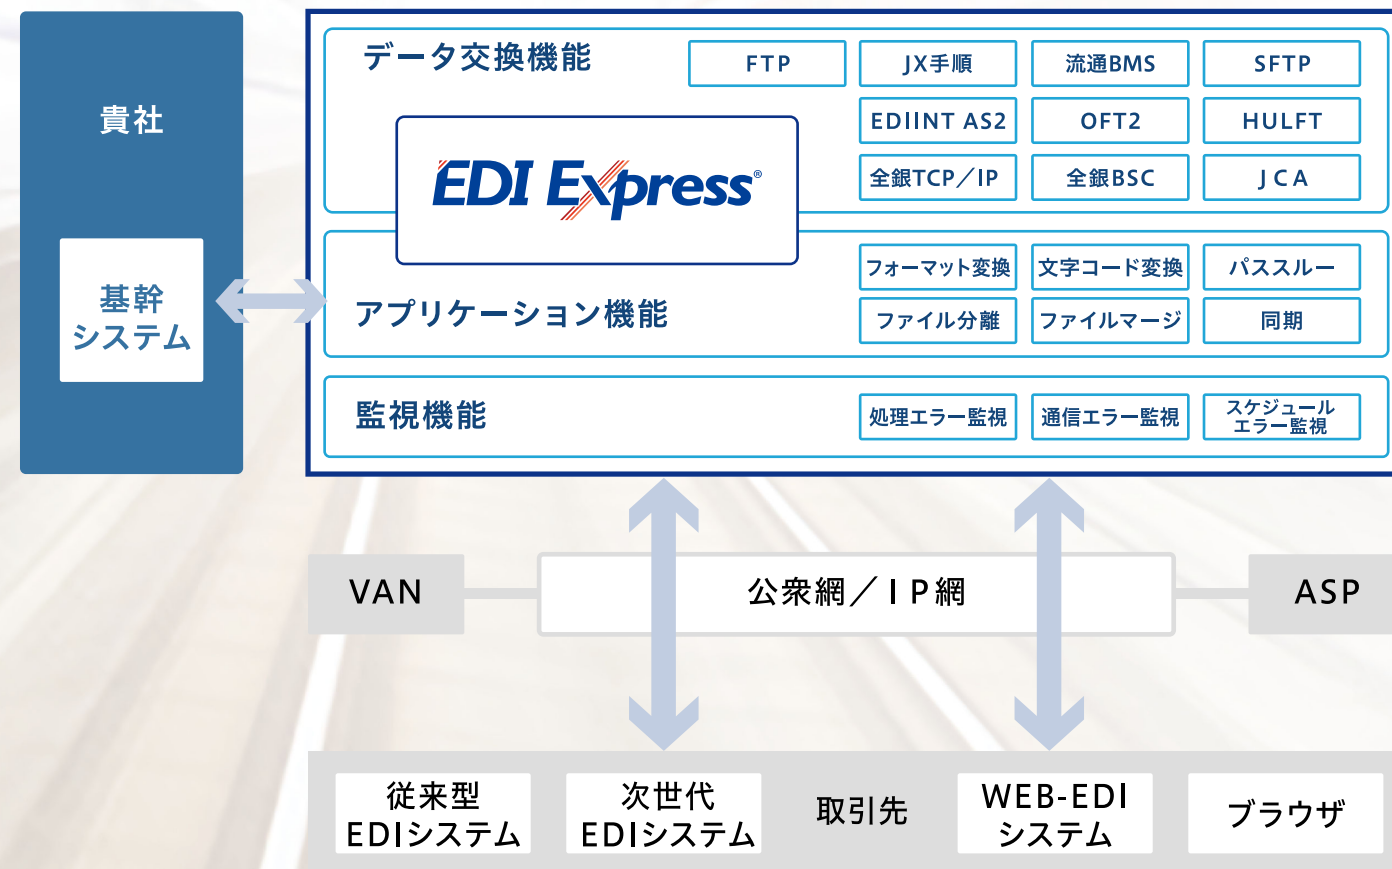 貴社
基幹
システム
データ交換機能
FTP
JX手順
流通BMS
SFTP
EDIINT AS2
OFT2
HULFT
全銀TCP/IP
全銀BSC
JCA
EDI Express®
アプリケーション機能
フォーマット変換
文字コード変換
パススルー
ファイル分離
ファイルマージ
同期
監視機能
処理エラー監視
通信エラー監視
スケジュール
エラー監視
VAN
公衆網/IP網
ASP
従来型
EDIシステム
次世代
EDIシステム
取引先
WEB-EDI
システム
ブラウザ